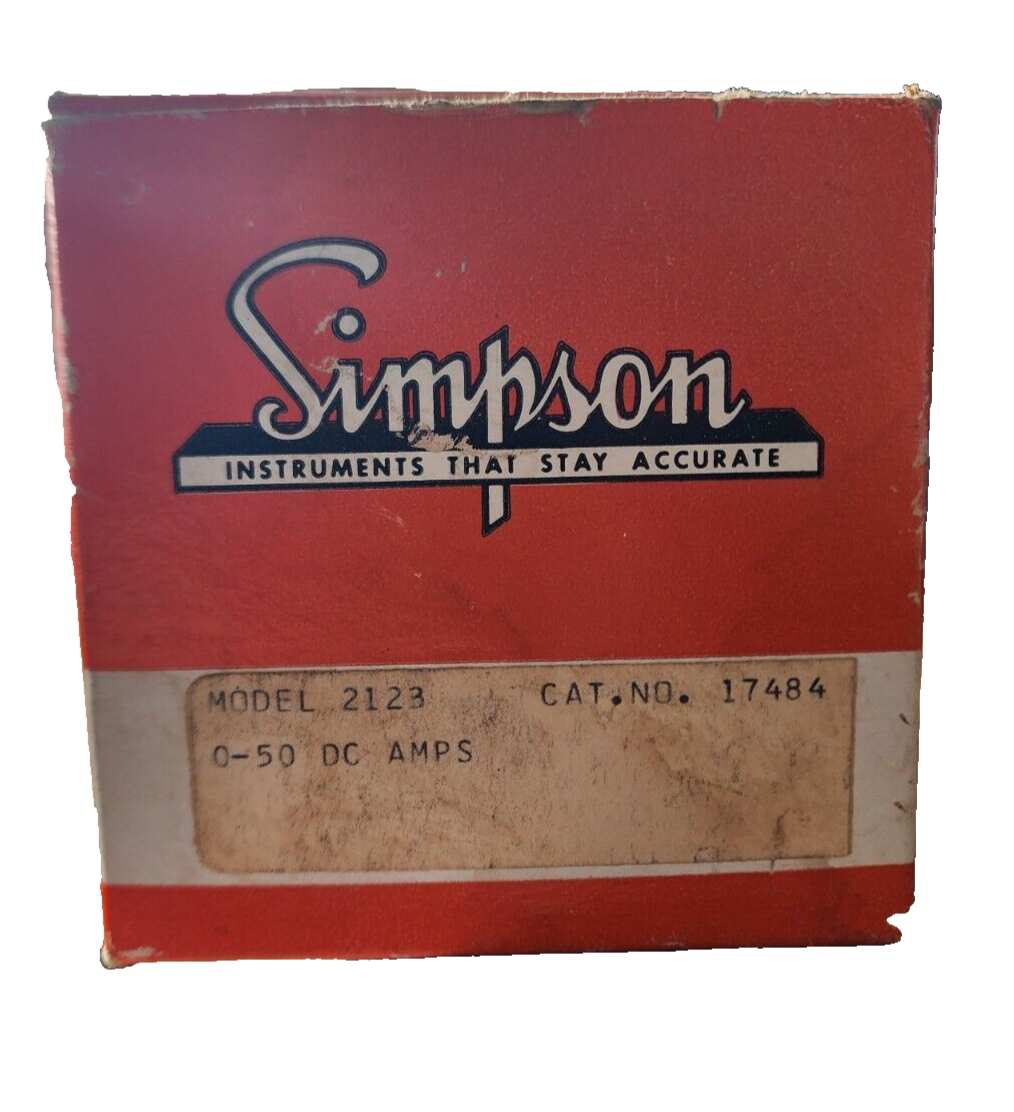 Simpson
INSTRUMENTS THAT STAY ACCURATE
MODEL 2123 CAT.NO. 17484
0-50 DC AMPS